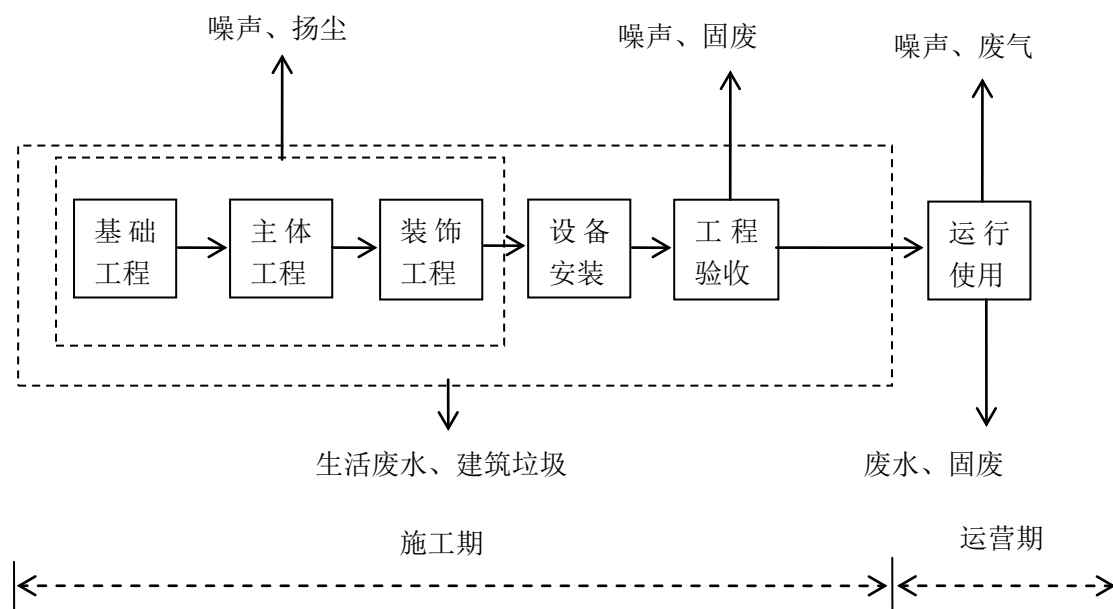 噪声、扬尘
噪声、固废
噪声、废气
基础
工程
主体
工程
装饰
工程
设备
安装
工程
验收
运行
使用
生活废水、建筑垃圾
废水、固废
施工期
运营期